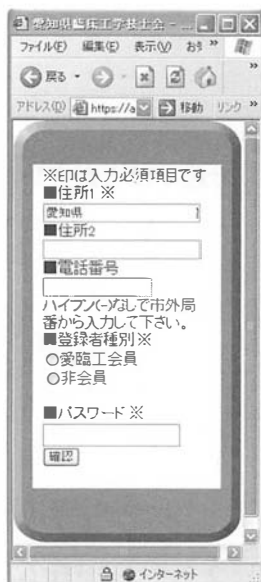 愛知県臨床工学技士会 - ...
ファイル(F) 編集(E) 表示(V) お気 »
戻る »
アドレス(D) https://a 移動 リンク »
※印は入力必須項目です
■住所1 ※
愛知県
■住所2
■電話番号
ハイフン(-)なしで市外局
番から入力して下さい。
■登録者種別※
○愛臨工会員
○非会員
■パスワード ※
確認
インターネット